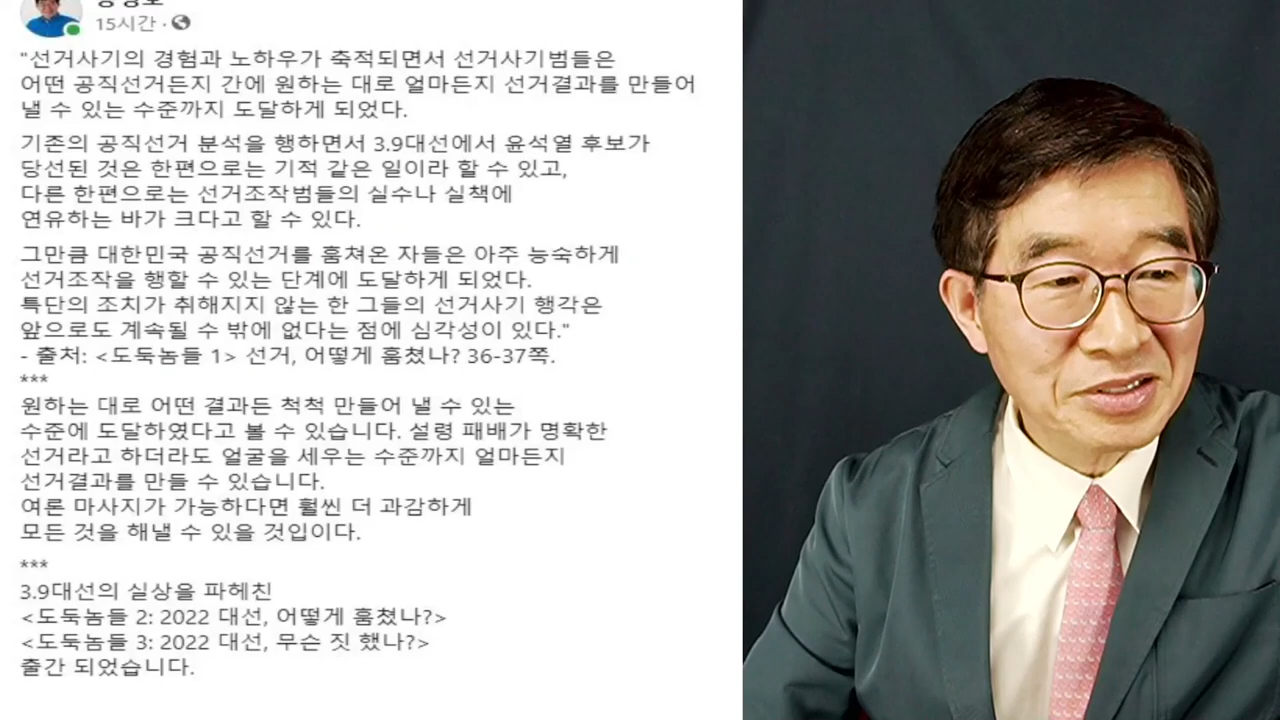 15시간 ·
"선거사기의 경험과 노하우가 축적되면서 선거사기범들은
어떤 공직선거든지 간에 원하는 대로 얼마든지 선거결과를 만들어
낼 수 있는 수준까지 도달하게 되었다.
기존의 공직선거 분석을 행하면서 3.9대선에서 윤석열 후보가
당선된 것은 한편으로는 기적 같은 일이라 할 수 있고,
다른 한편으로는 선거조작범들의 실수나 실책에
연유하는 바가 크다고 할 수 있다.
그만큼 대한민국 공직선거를 훔쳐온 자들은 아주 능숙하게
선거조작을 행할 수 있는 단계에 도달하게 되었다.
특단의 조치가 취해지지 않는 한 그들의 선거사기 행각은
앞으로도 계속될 수 밖에 없다는 점에 심각성이 있다."
- 출처: <도둑놈들 1> 선거, 어떻게 훔쳤나? 36-37쪽.
***
원하는 대로 어떤 결과든 척척 만들어 낼 수 있는
수준에 도달하였다고 볼 수 있습니다. 설령 패배가 명확한
선거라고 하더라도 얼굴을 세우는 수준까지 얼마든지
선거결과를 만들 수 있습니다.
여론 마사지가 가능하다면 훨씬 더 과감하게
모든 것을 해낼 수 있을 것입이다.
***
3.9대선의 실상을 파헤친
<도둑놈들 2: 2022 대선, 어떻게 훔쳤나?>
<도둑놈들 3: 2022 대선, 무슨 짓 했나?>
출간 되었습니다.